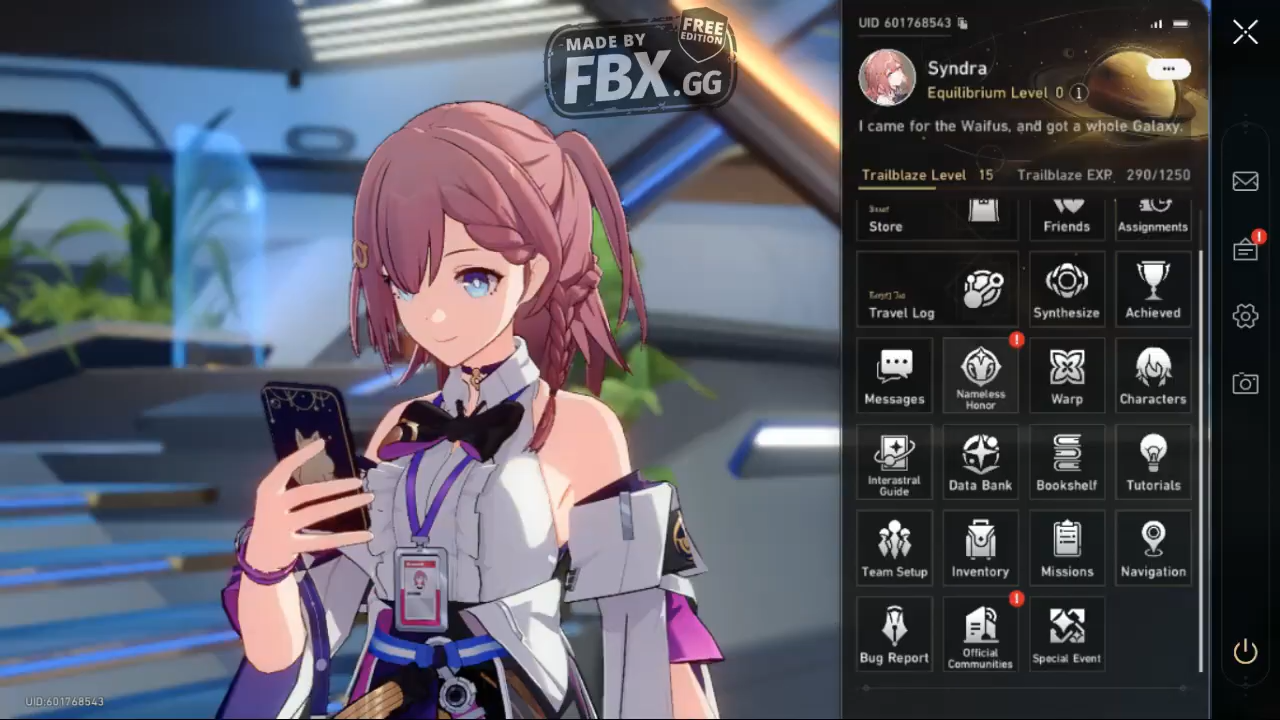 MADE BY
FREE
EDITION
FBX.GG
UID 601768543
Syndra
Equilibrium Level 0
I came for the Waifus, and got a whole Galaxy.
Trailblaze Level 15 Trailblaze EXP 290/1250
Store
Friends
Assignments
Travel Log
Synthesize
Achieved
Messages
Nameless
Honor
Warp
Characters
Interastral
Guide
Data Bank
Bookshelf
Tutorials
Team Setup
Inventory
Missions
Navigation
Bug Report
Official
Communities
Special Event
UID:601768543